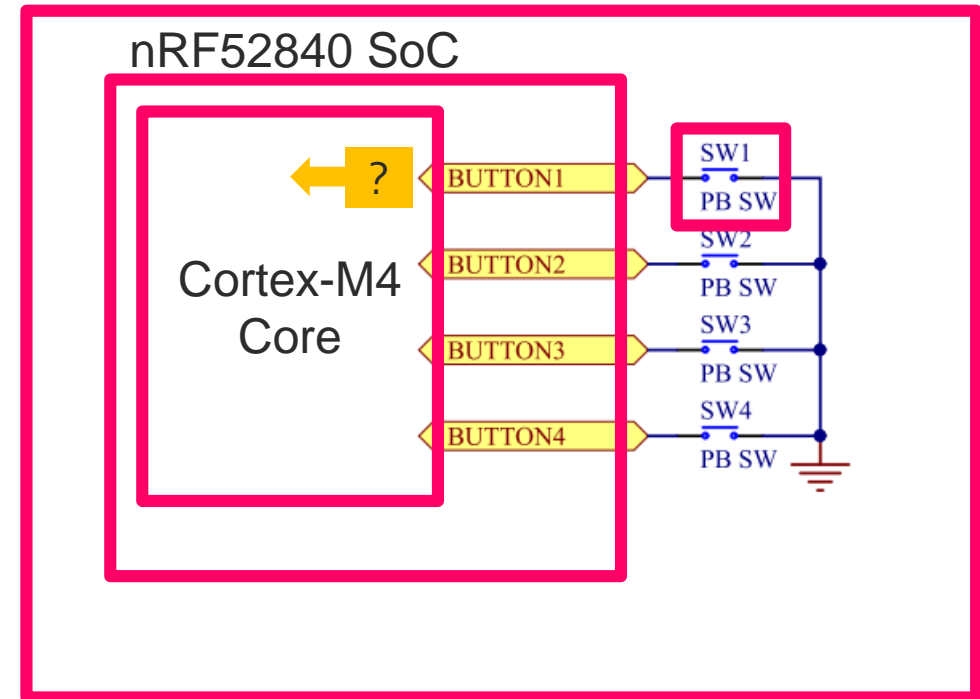 nRF52840 SoC
?
BUTTON1
SW1
PB SW
Cortex-M4
Core
BUTTON2
SW2
PB SW
BUTTON3
SW3
PB SW
BUTTON4
SW4
PB SW